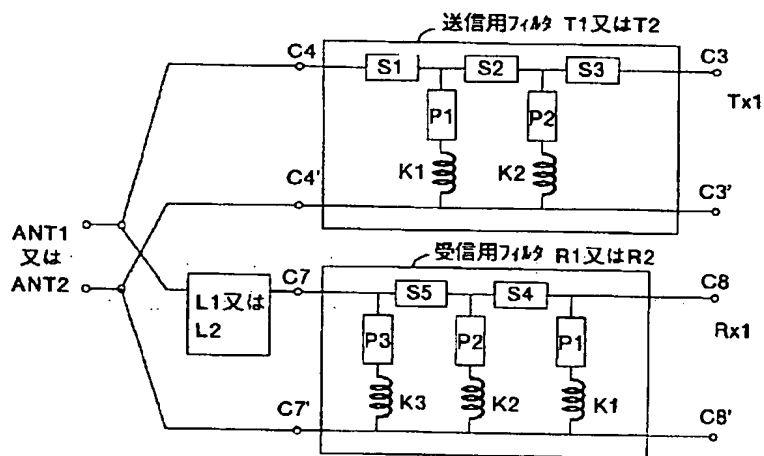 送信用フィルタ T1又はT2
C4
S1
S2
S3
C3
P1
P2
Tx1
K1
K2
C4'
C3'
ANT1
又は
ANT2
受信用フィルタ R1又はR2
C7
L1又は
L2
S5
S4
C8
P3
P2
P1
Rx1
K3
K2
K1
C7'
C8'